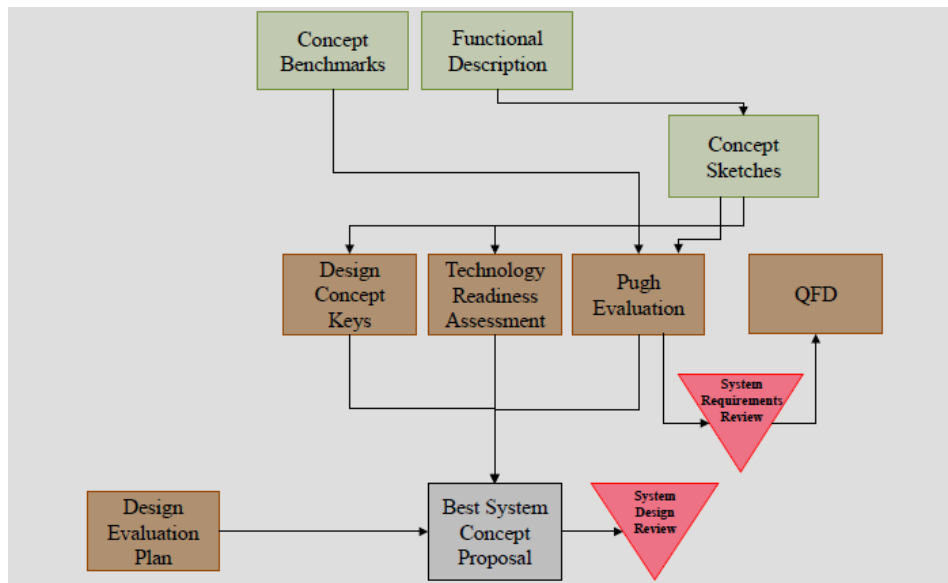 Concept
Benchmarks
Functional
Description
Concept
Sketches
Design
Concept
Keys
Technology
Readiness
Assessment
Pugh
Evaluation
QFD
System
Requirements
Review
Design
Evaluation
Plan
Best System
Concept
Proposal
System
Design
Review